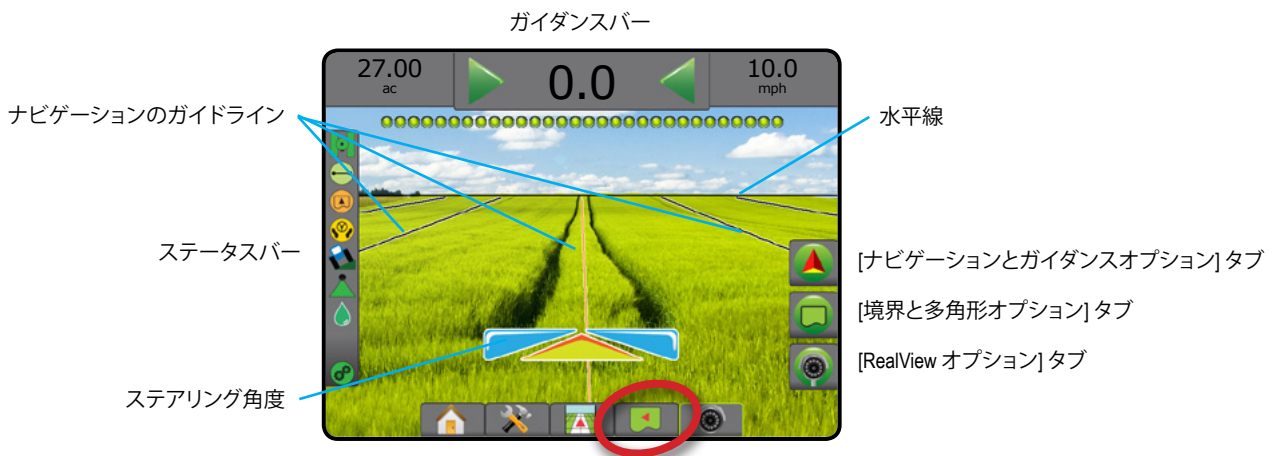 ガイダンスバー
27.00
ac
0.0
10.0
mph
ナビゲーションのガイドライン
水平線
ステータスバー
[ナビゲーションとガイダンスオプション] タブ
[境界と多角形オプション] タブ
[RealView オプション] タブ
ステアリング角度